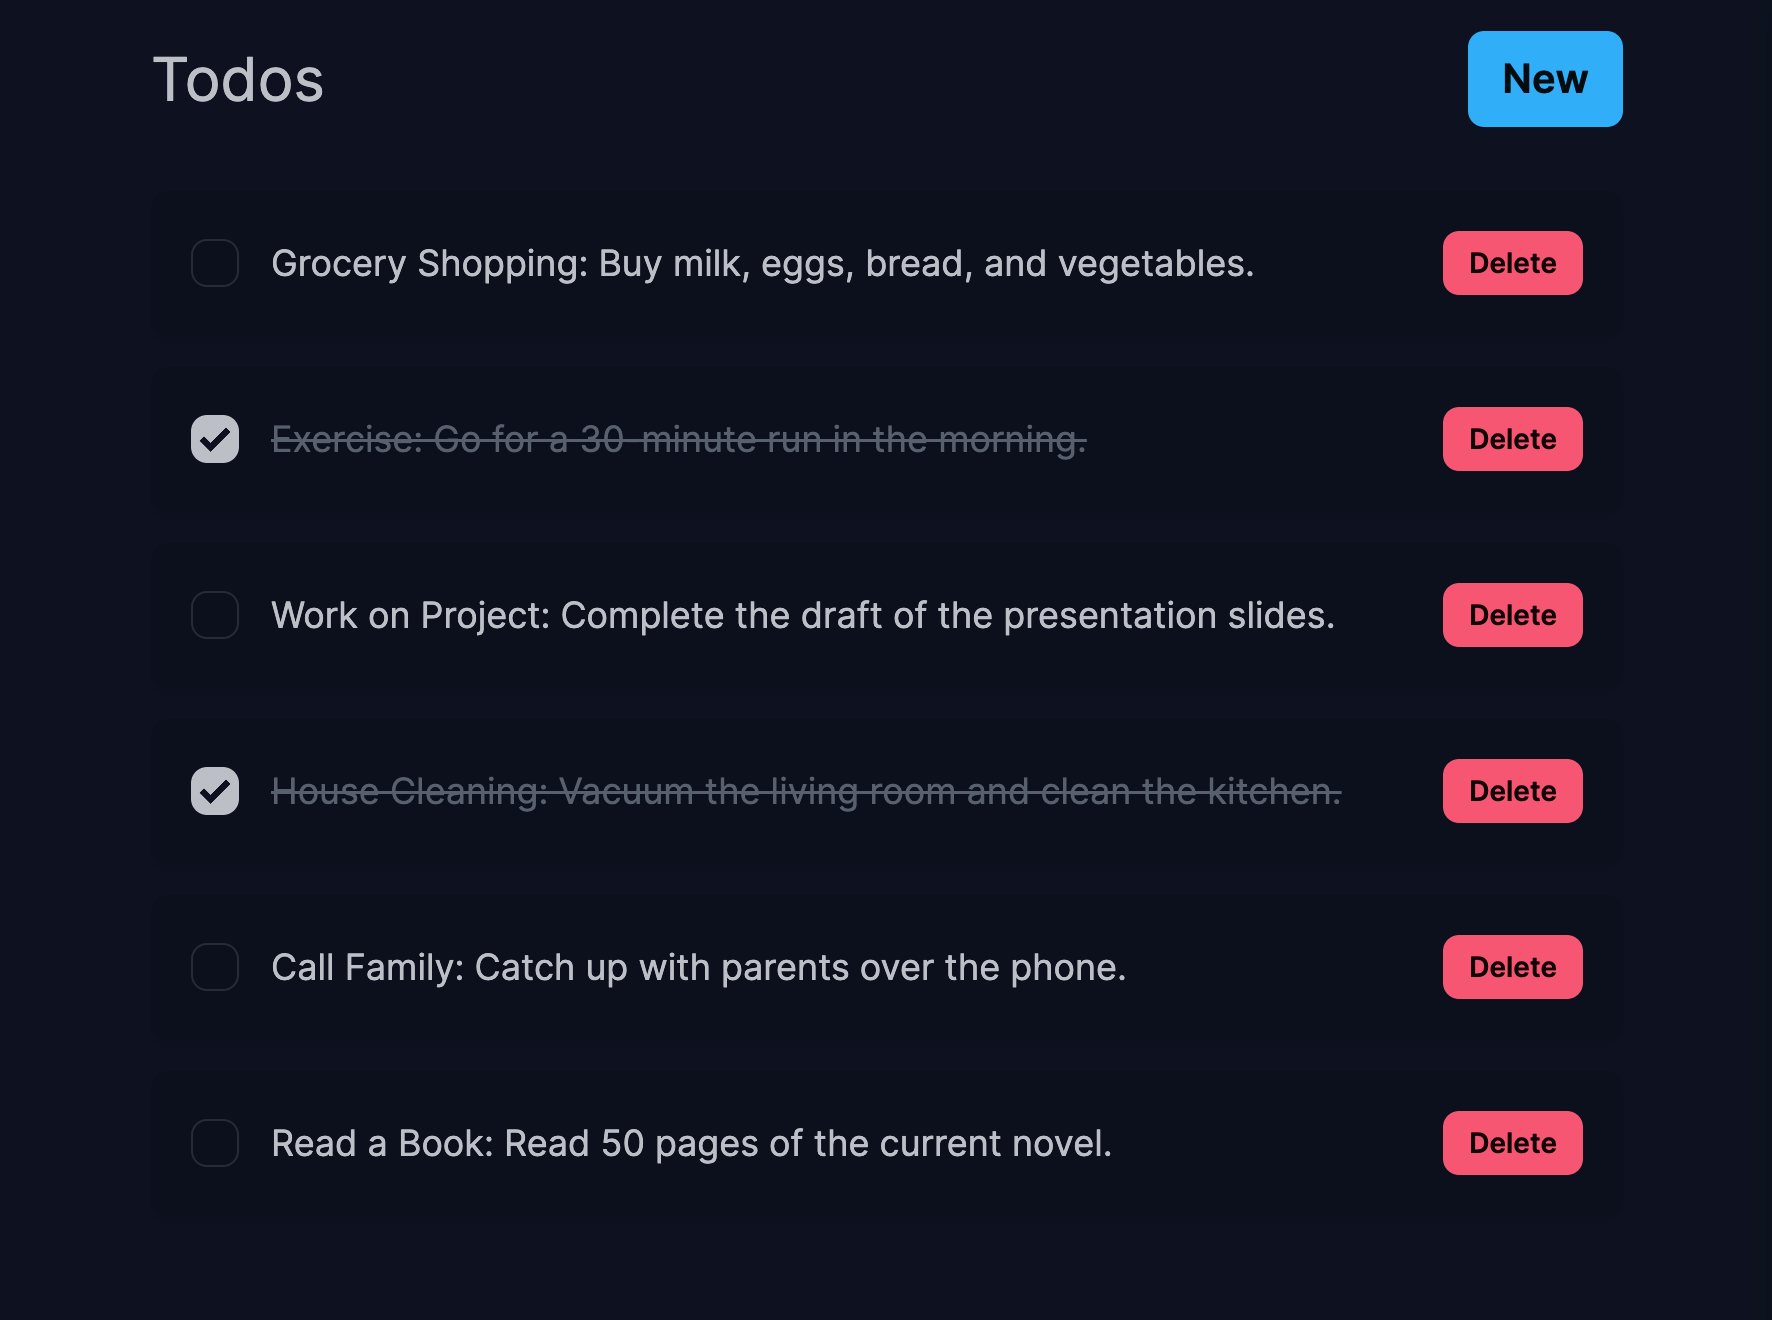 Todos
New
Grocery Shopping: Buy milk, eggs, bread, and vegetables.
Delete
Exercise: Go for a 30-minute run in the morning.
Delete
Work on Project: Complete the draft of the presentation slides.
Delete
House Cleaning: Vacuum the living room and clean the kitchen.
Delete
Call Family: Catch up with parents over the phone.
Delete
Read a Book: Read 50 pages of the current novel.
Delete